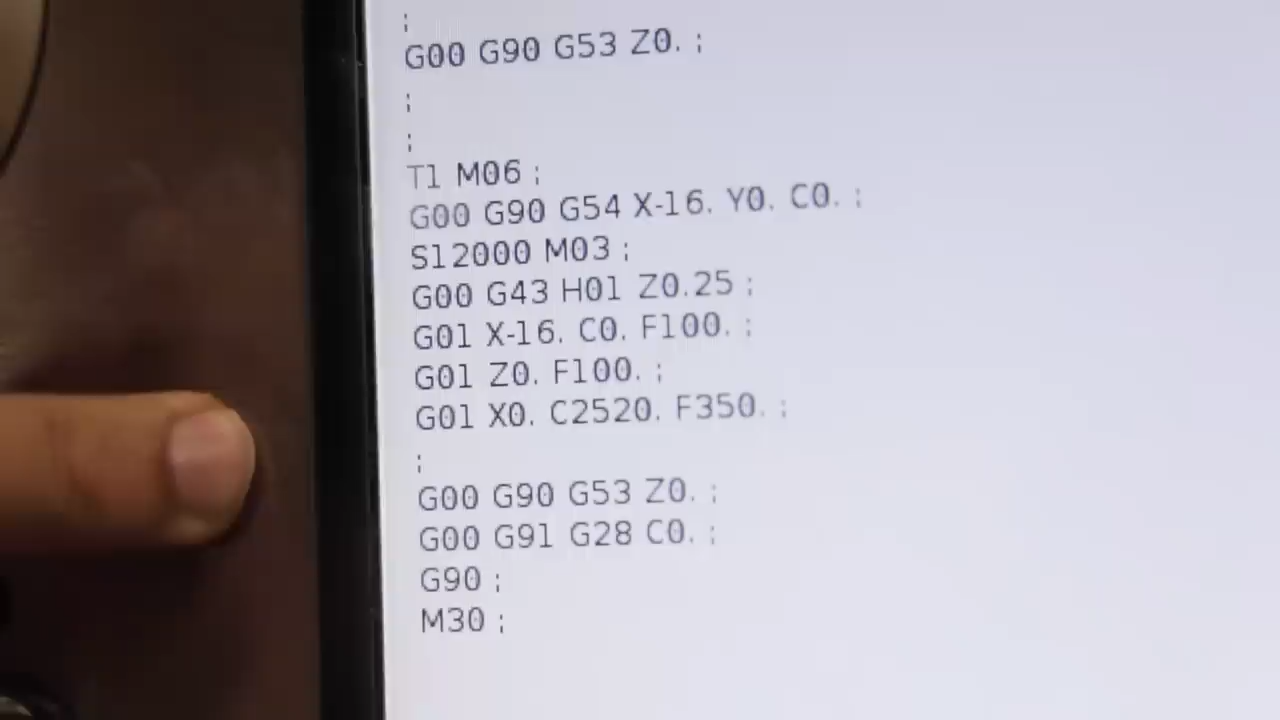 ;
G00 G90 G53 Z0. ;
;
;
T1 M06 ;
G00 G90 G54 X-16. Y0. C0. ;
S12000 M03 ;
G00 G43 H01 Z0.25 ;
G01 X-16. C0. F100. ;
G01 Z0. F100. ;
G01 X0. C2520. F350. ;
;
G00 G90 G53 Z0. ;
G00 G91 G28 C0. ;
G90 ;
M30 ;